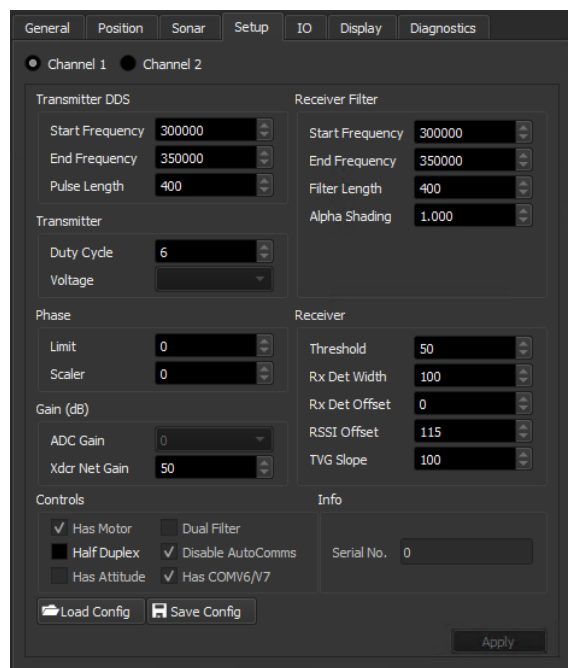 General Position Sonar Setup IO Display Diagnostics
Channel 1 Channel 2
Transmitter DDS
Start Frequency 300000
End Frequency 350000
Pulse Length 400
Receiver Filter
Start Frequency 300000
End Frequency 350000
Filter Length 400
Alpha Shading 1.000
Transmitter
Duty Cycle 6
Voltage
Phase
Limit 0
Scaler 0
Receiver
Threshold 50
Rx Det Width 100
Rx Det Offset 0
RSSI Offset 115
TVG Slope 100
Gain (dB)
ADC Gain 0
Xdcr Net Gain 50
Controls
Has Motor Dual Filter
Half Duplex Disable AutoComms
Has Attitude Has COMV6/V7
Info
Serial No. 0
Load Config Save Config
Apply